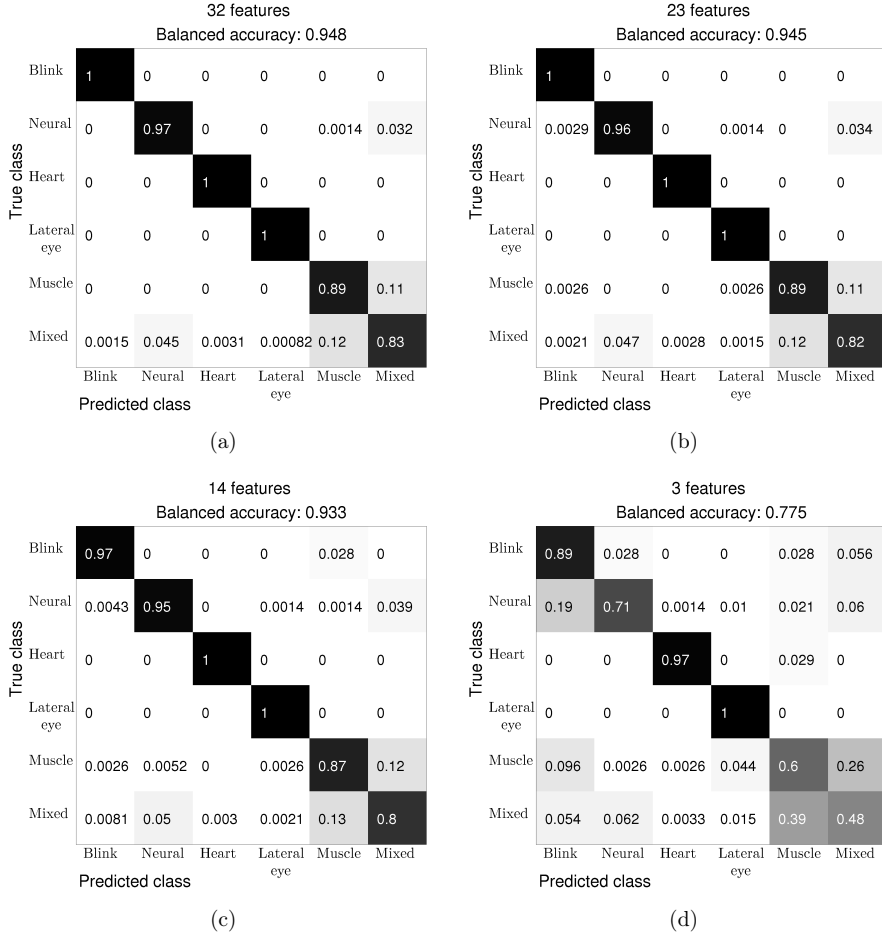 32 features
Balanced accuracy: 0.948
True class
Blink 1 0 0 0 0 0
Neural 0 0.97 0 0 0.0014 0.032
Heart 0 0 1 0 0 0
Lateral
eye 0 0 0 1 0 0
Muscle 0 0 0 0 0.89 0.11
Mixed 0.0015 0.045 0.0031 0.00082 0.12 0.83
Blink Neural Heart Lateral Muscle Mixed
eye
Predicted class
(a)
23 features
Balanced accuracy: 0.945
True class
Blink 1 0 0 0 0 0
Neural 0.0029 0.96 0 0.0014 0 0.034
Heart 0 0 1 0 0 0
Lateral
eye 0 0 0 1 0 0
Muscle 0.0026 0 0 0.0026 0.89 0.11
Mixed 0.0021 0.047 0.0028 0.0015 0.12 0.82
Blink Neural Heart Lateral Muscle Mixed
eye
Predicted class
(b)
14 features
Balanced accuracy: 0.933
True class
Blink 0.97 0 0 0 0.028 0
Neural 0.0043 0.95 0 0.0014 0.0014 0.039
Heart 0 0 1 0 0 0
Lateral
eye 0 0 0 1 0 0
Muscle 0.0026 0.0052 0 0.0026 0.87 0.12
Mixed 0.0081 0.05 0.003 0.0021 0.13 0.8
Blink Neural Heart Lateral Muscle Mixed
eye
Predicted class
(c)
3 features
Balanced accuracy: 0.775
True class
Blink 0.89 0.028 0 0 0.028 0.056
Neural 0.19 0.71 0.0014 0.01 0.021 0.06
Heart 0 0 0.97 0 0.029 0
Lateral
eye 0 0 0 1 0 0
Muscle 0.096 0.0026 0.0026 0.044 0.6 0.26
Mixed 0.054 0.062 0.0033 0.015 0.39 0.48
Blink Neural Heart Lateral Muscle Mixed
eye
Predicted class
(d)